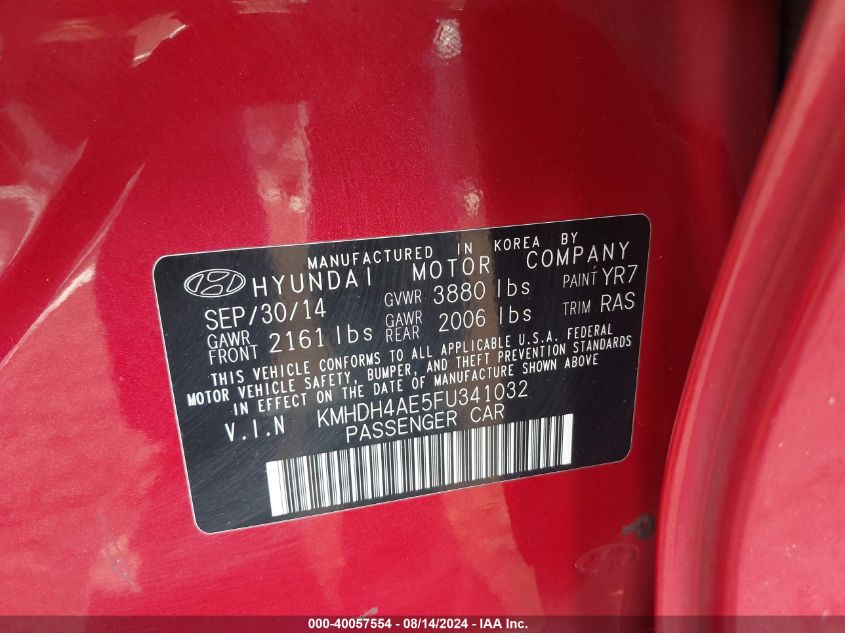 MANUFACTURED IN KOREA BY
HYUNDAI MOTOR COMPANY
SEP/30/14 GVWR 3880 lbs PAINT YR7
GAWR FRONT 2161 lbs GAWR REAR 2006 lbs TRIM RAS
THIS VEHICLE CONFORMS TO ALL APPLICABLE U.S.A. FEDERAL
MOTOR VEHICLE SAFETY, BUMPER, AND THEFT PREVENTION STANDARDS
IN EFFECT ON THE DATE OF MANUFACTURE SHOWN ABOVE
V.I.N KMHDH4AE5FU341032
PASSENGER CAR
000-40057554 - 08/14/2024 - IAA Inc.